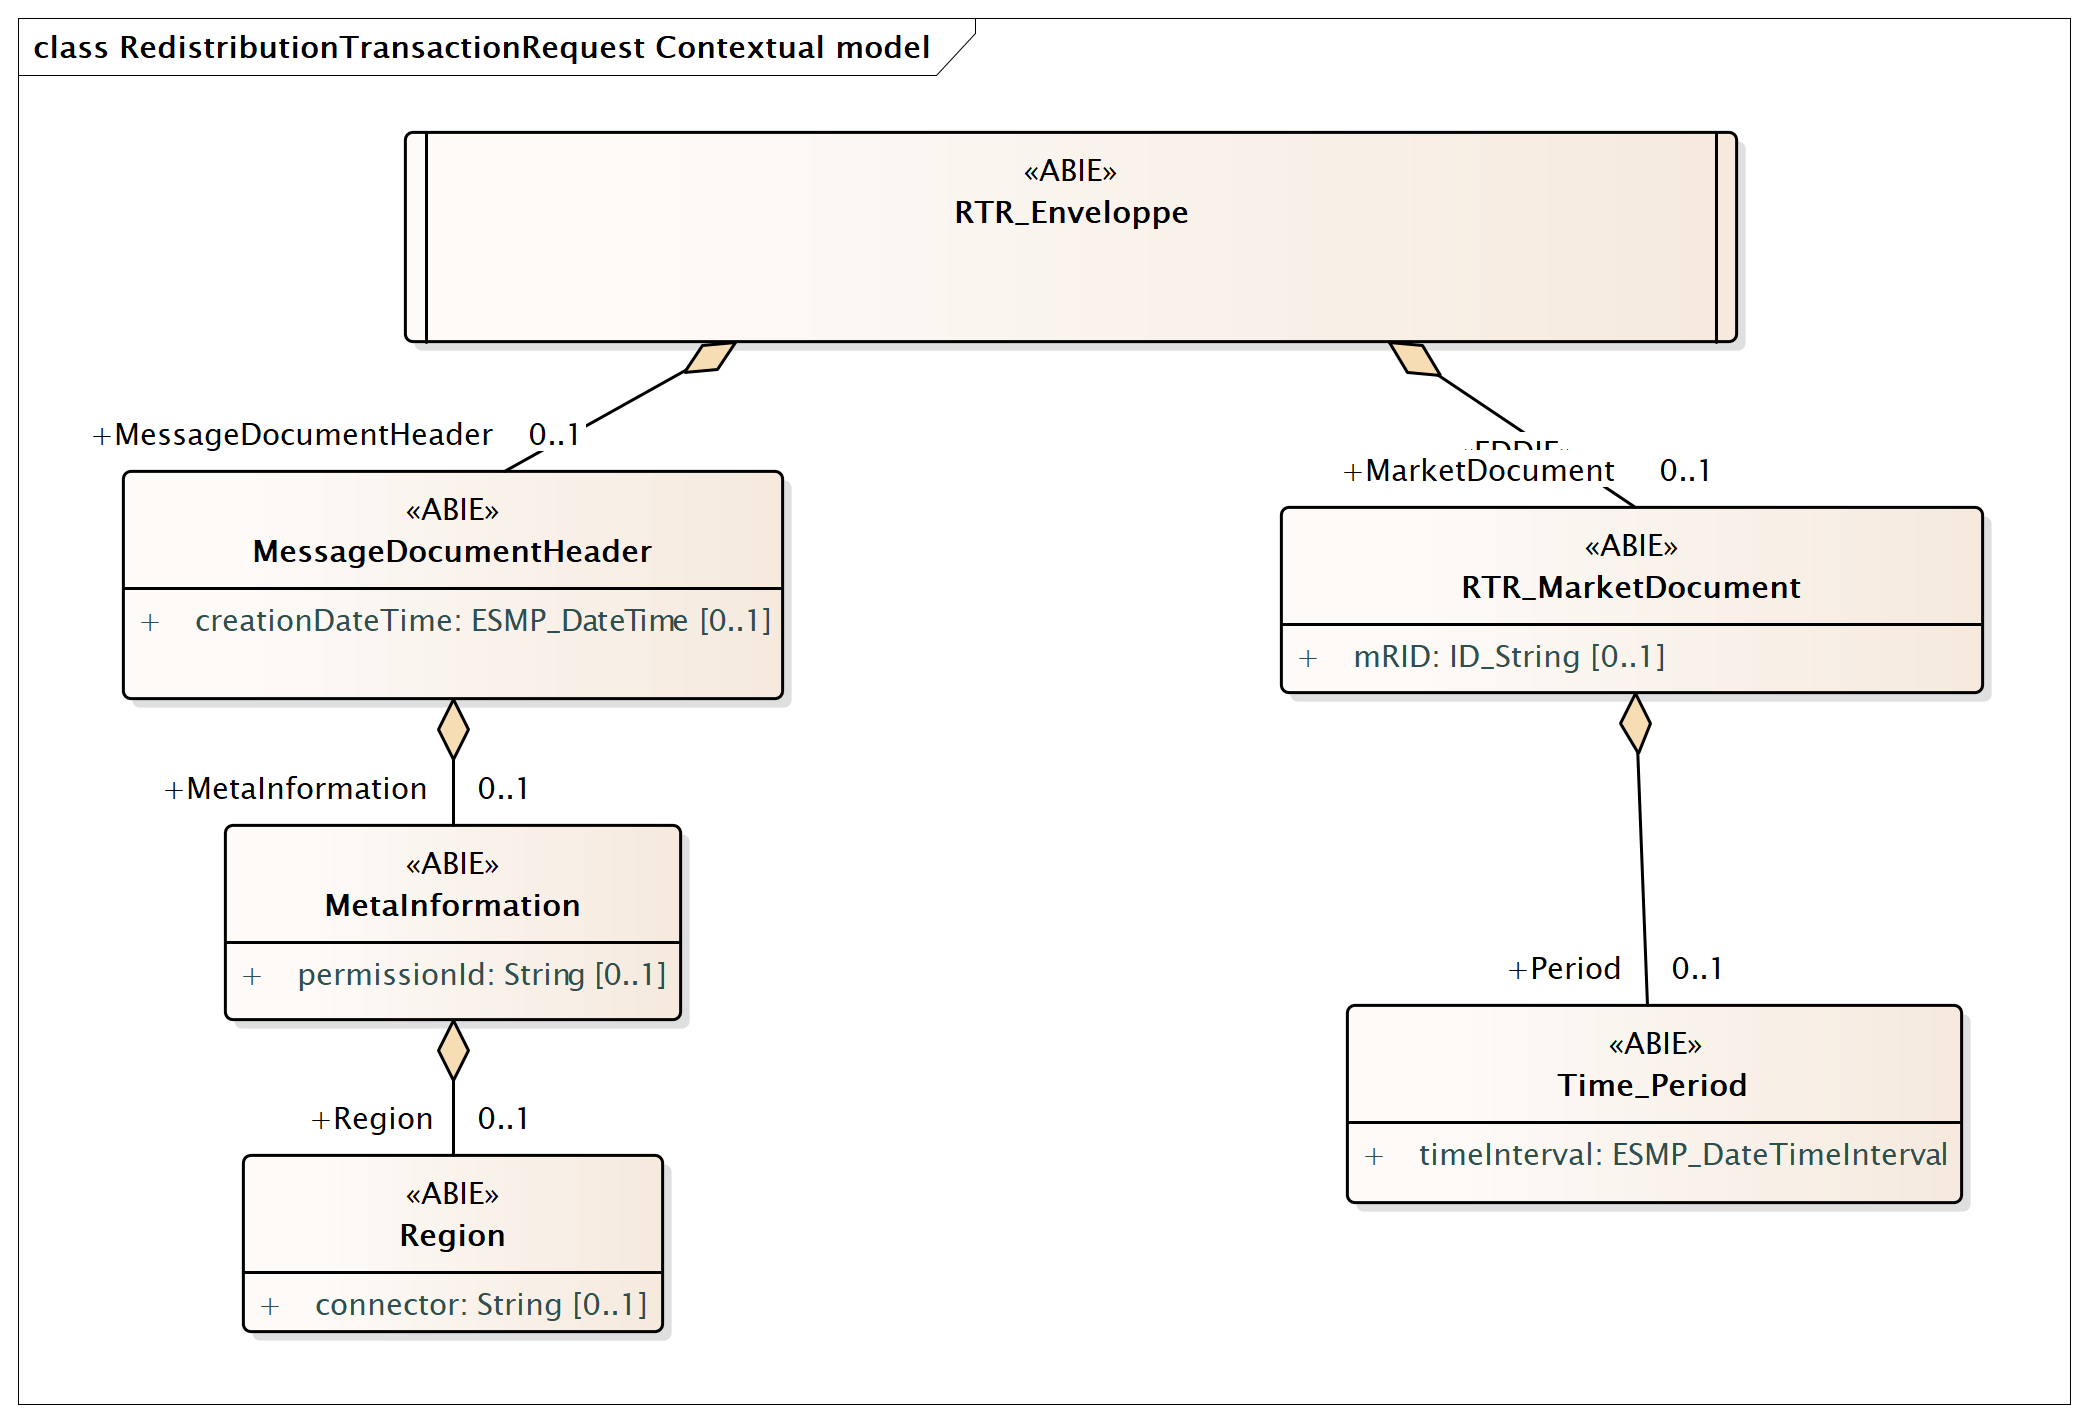 class RedistributionTransactionRequest Contextual model
«ABIE»
RTR_Enveloppe
+MessageDocumentHeader 0..1
«ABIE»
MessageDocumentHeader
+ creationDateTime: ESMP_DateTime [0..1]
+MetaInformation 0..1
«ABIE»
MetaInformation
+ permissionId: String [0..1]
+Region 0..1
«ABIE»
Region
+ connector: String [0..1]
+MarketDocument 0..1
«ABIE»
RTR_MarketDocument
+ mRID: ID_String [0..1]
+Period 0..1
«ABIE»
Time_Period
+ timeInterval: ESMP_DateTimeInterval